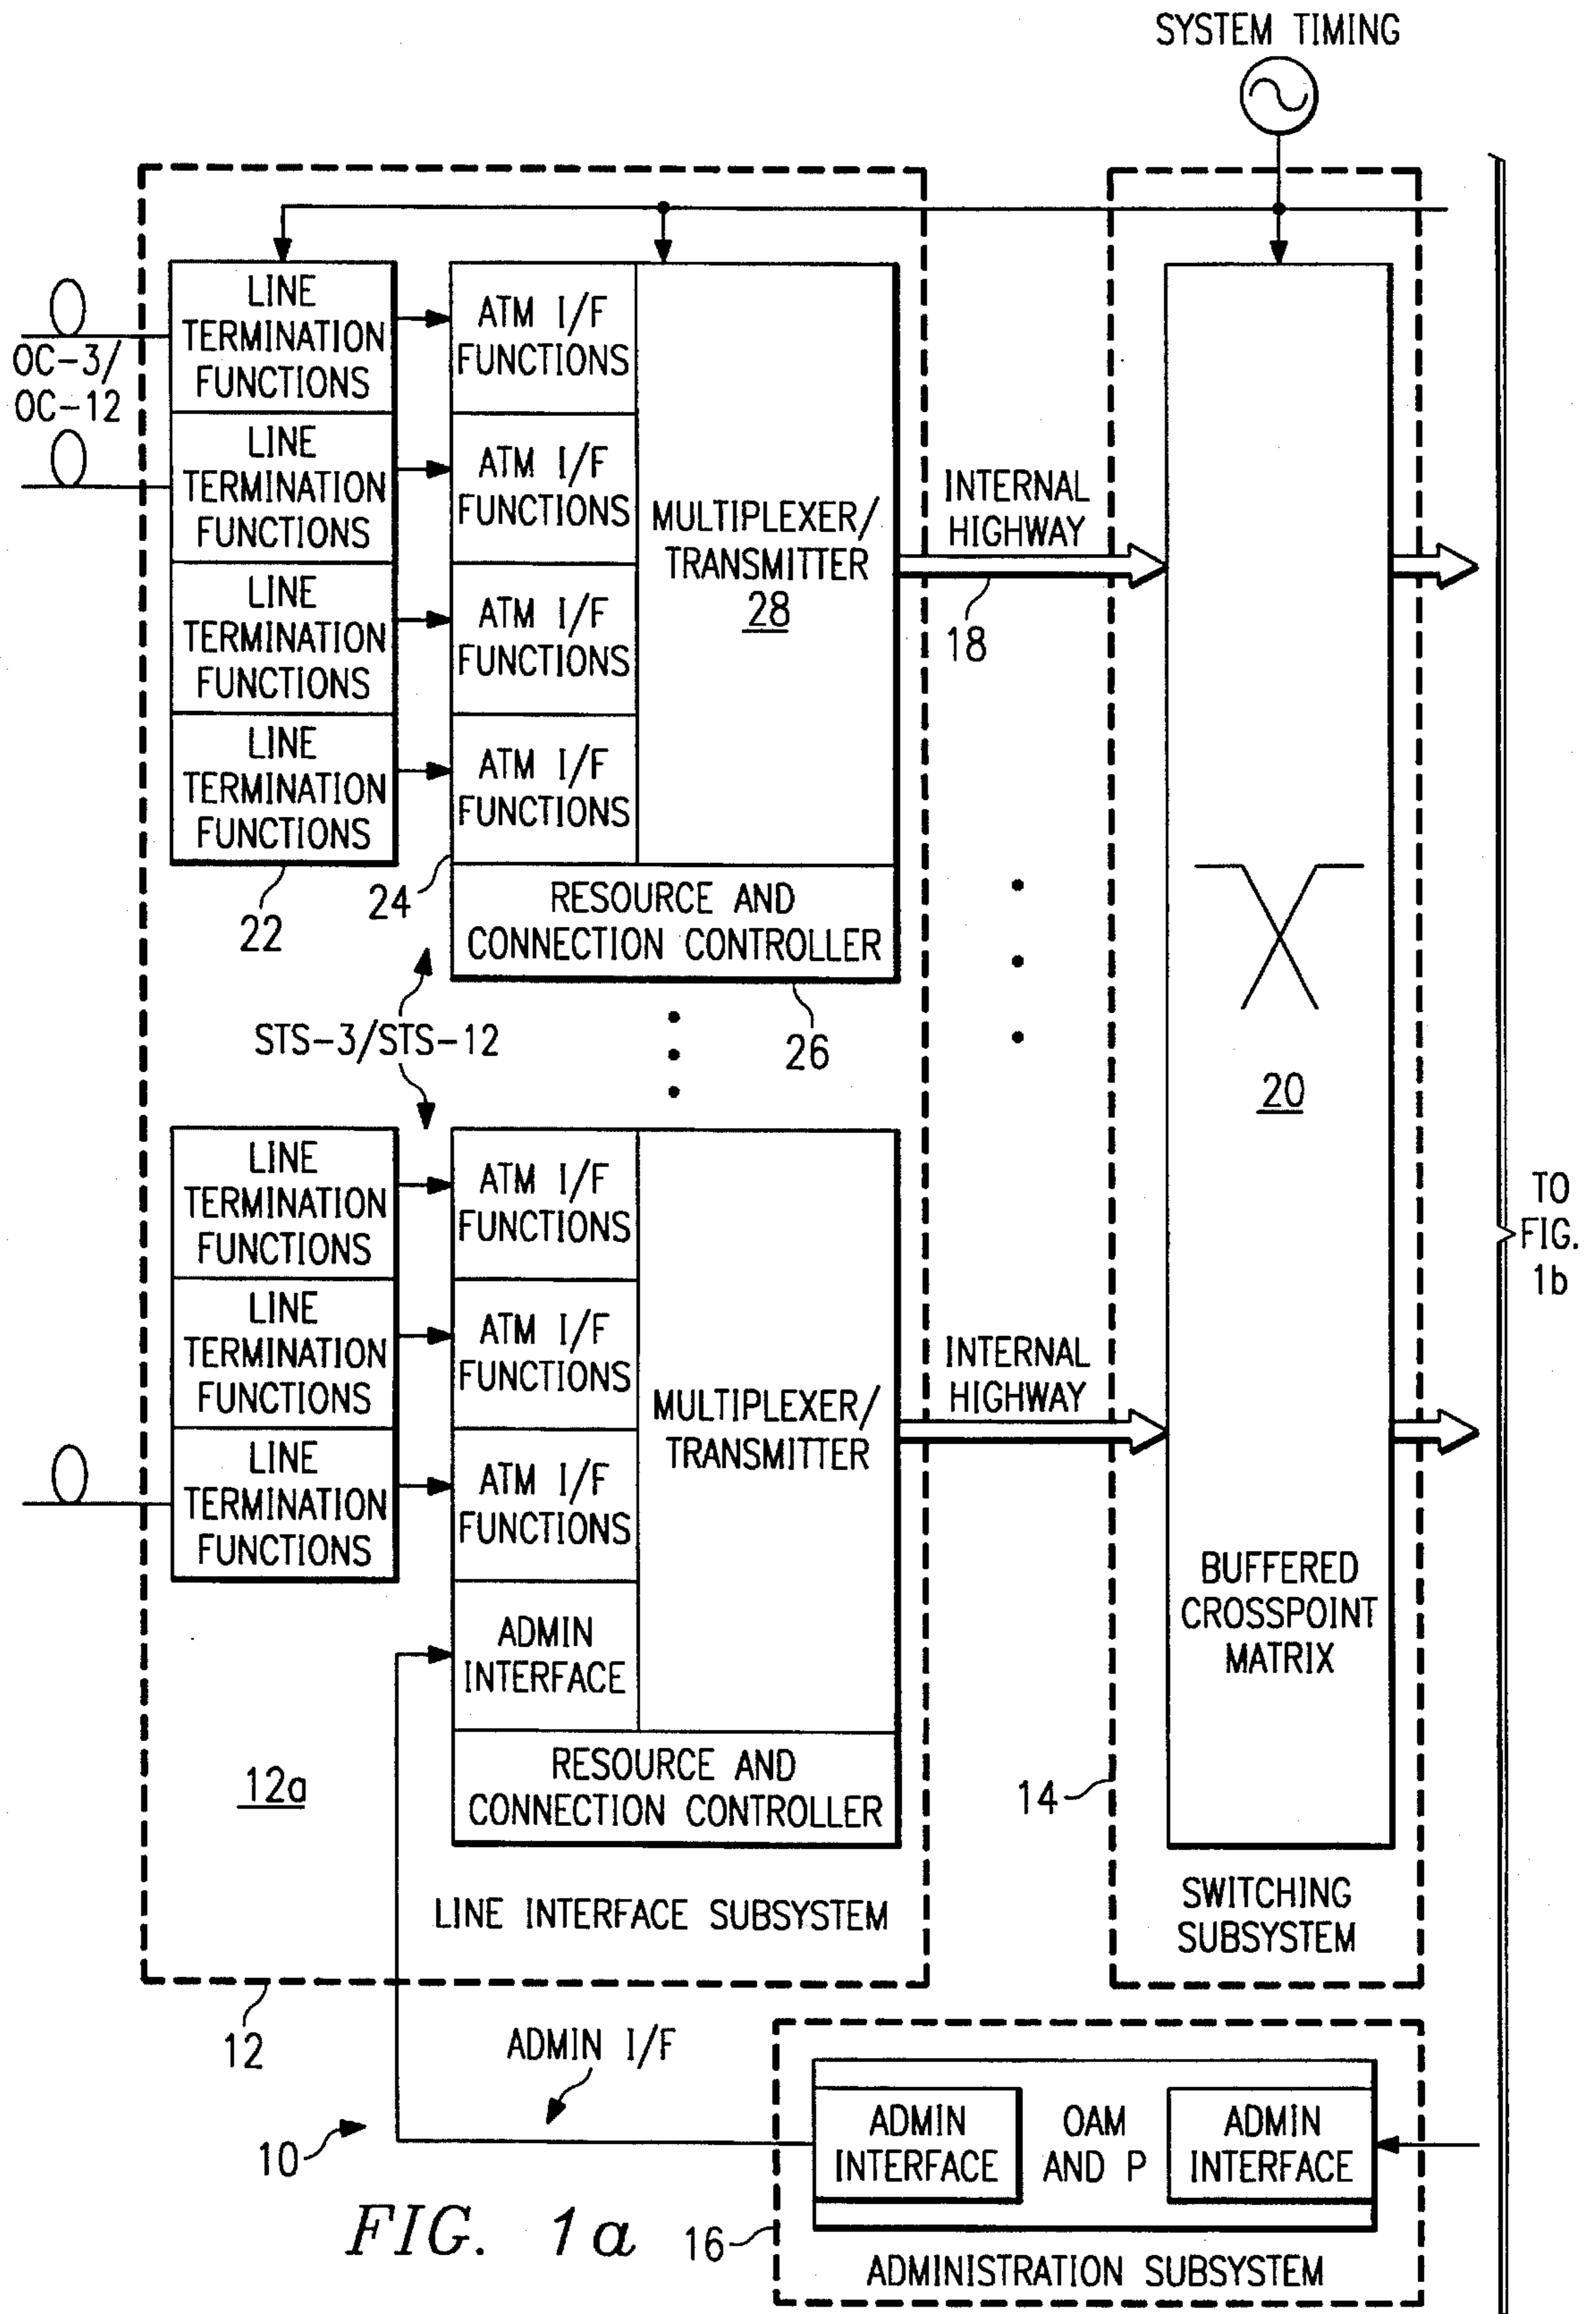 SYSTEM TIMING
OC-3/
OC-12
LINE
TERMINATION
FUNCTIONS
LINE
TERMINATION
FUNCTIONS
LINE
TERMINATION
FUNCTIONS
LINE
TERMINATION
FUNCTIONS
22
ATM I/F
FUNCTIONS
ATM I/F
FUNCTIONS
ATM I/F
FUNCTIONS
ATM I/F
FUNCTIONS
24
MULTIPLEXER/
TRANSMITTER
28
RESOURCE AND
CONNECTION CONTROLLER
26
INTERNAL
HIGHWAY
18
STS-3/STS-12
20
LINE
TERMINATION
FUNCTIONS
LINE
TERMINATION
FUNCTIONS
LINE
TERMINATION
FUNCTIONS
ATM I/F
FUNCTIONS
ATM I/F
FUNCTIONS
ATM I/F
FUNCTIONS
ADMIN
INTERFACE
MULTIPLEXER/
TRANSMITTER
RESOURCE AND
CONNECTION CONTROLLER
INTERNAL
HIGHWAY
TO
FIG.
1b
BUFFERED
CROSSPOINT
MATRIX
12a
14
LINE INTERFACE SUBSYSTEM
SWITCHING
SUBSYSTEM
12
ADMIN I/F
10
ADMIN
INTERFACE
OAM
AND P
ADMIN
INTERFACE
FIG. 1a
16
ADMINISTRATION SUBSYSTEM